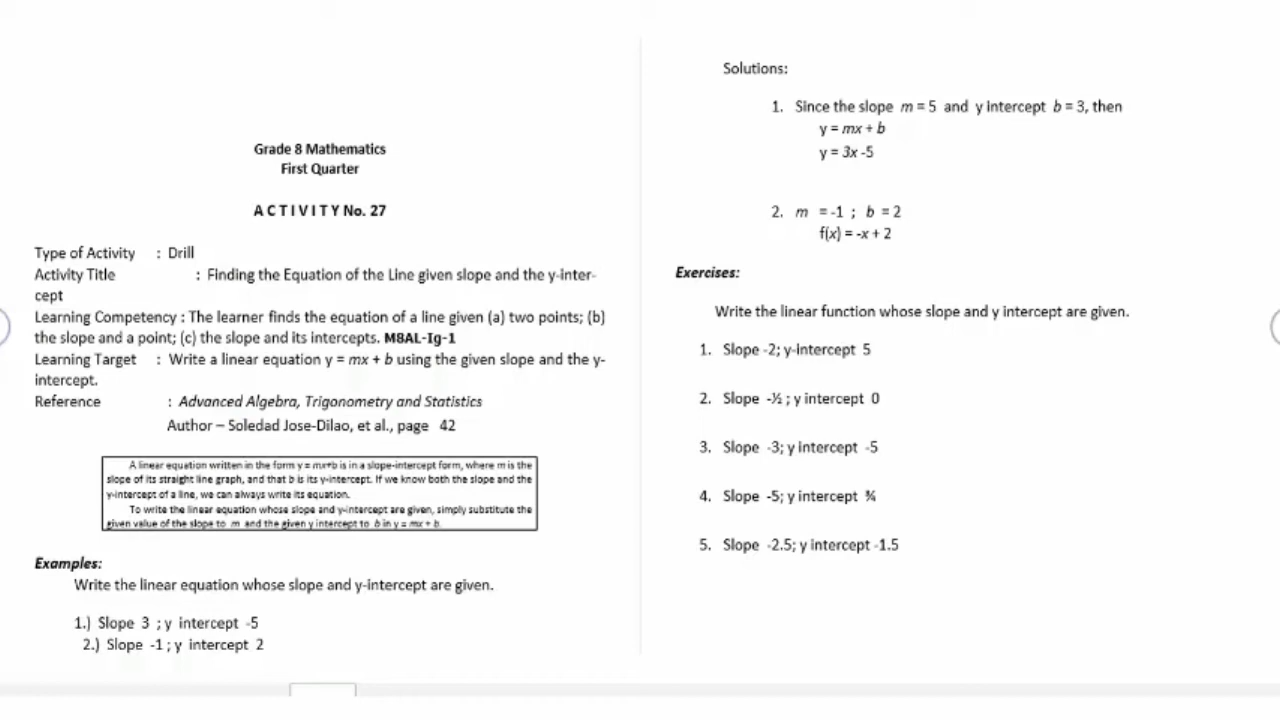 Grade 8 Mathematics
First Quarter
A C T I V I T Y No. 27
Type of Activity : Drill
Activity Title : Finding the Equation of the Line given slope and the y-inter-
cept
Learning Competency : The learner finds the equation of a line given (a) two points; (b)
the slope and a point; (c) the slope and its intercepts. M8AL-Ig-1
Learning Target : Write a linear equation y = mx + b using the given slope and the y-
intercept.
Reference : Advanced Algebra, Trigonometry and Statistics
Author – Soledad Jose-Dilao, et al., page 42
A linear equation written in the form y = mx+b is in a slope-intercept form, where m is the
slope of its straight line graph, and that b is its y-intercept. If we know both the slope and the
y-intercept of a line, we can always write its equation.
To write the linear equation whose slope and y-intercept are given, simply substitute the
given value of the slope to m and the given y intercept to b in y = mx + b.
Examples:
Write the linear equation whose slope and y-intercept are given.
1.) Slope 3 ; y intercept -5
2.) Slope -1 ; y intercept 2
Solutions:
1. Since the slope m = 5 and y intercept b = 3, then
y = mx + b
y = 3x -5
2. m = -1 ; b = 2
f(x) = -x + 2
Exercises:
Write the linear function whose slope and y intercept are given.
1. Slope -2; y-intercept 5
2. Slope -½ ; y intercept 0
3. Slope -3; y intercept -5
4. Slope -5; y intercept ¾
5. Slope -2.5; y intercept -1.5